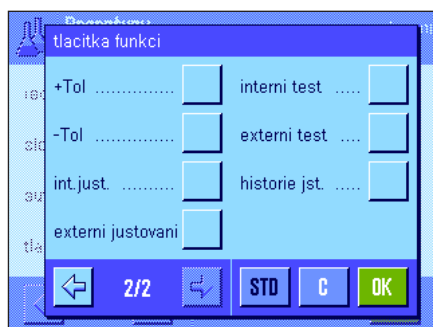 tlacitka funkci
+Tol ..............
interni test .....
-Tol ..............
externi test ....
int.just. ..........
historie jst. .....
externi justovani
2/2
STD
C
OK